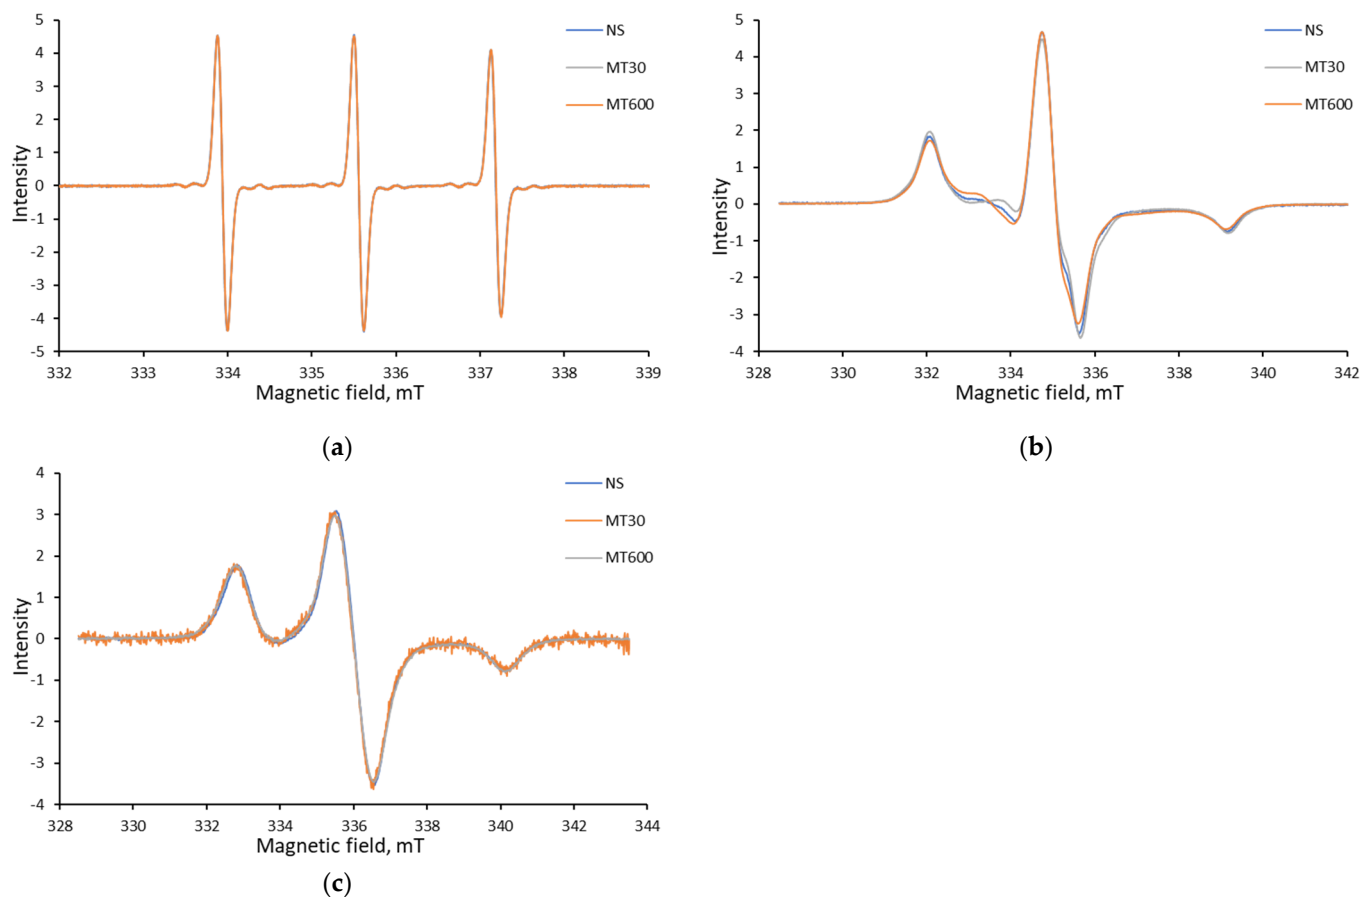 5
4
3
2
1
0
-1
-2
-3
-4
-5
Intensity
332 333 334 335 336 337 338 339
Magnetic field, mT
NS
MT30
MT600
(a)
5
4
3
2
1
0
-1
-2
-3
-4
Intensity
328 330 332 334 336 338 340 342
Magnetic field, mT
NS
MT30
MT600
(b)
4
3
2
1
0
-1
-2
-3
-4
Intensity
328 330 332 334 336 338 340 342 344
Magnetic field, mT
NS
MT30
MT600
(c)